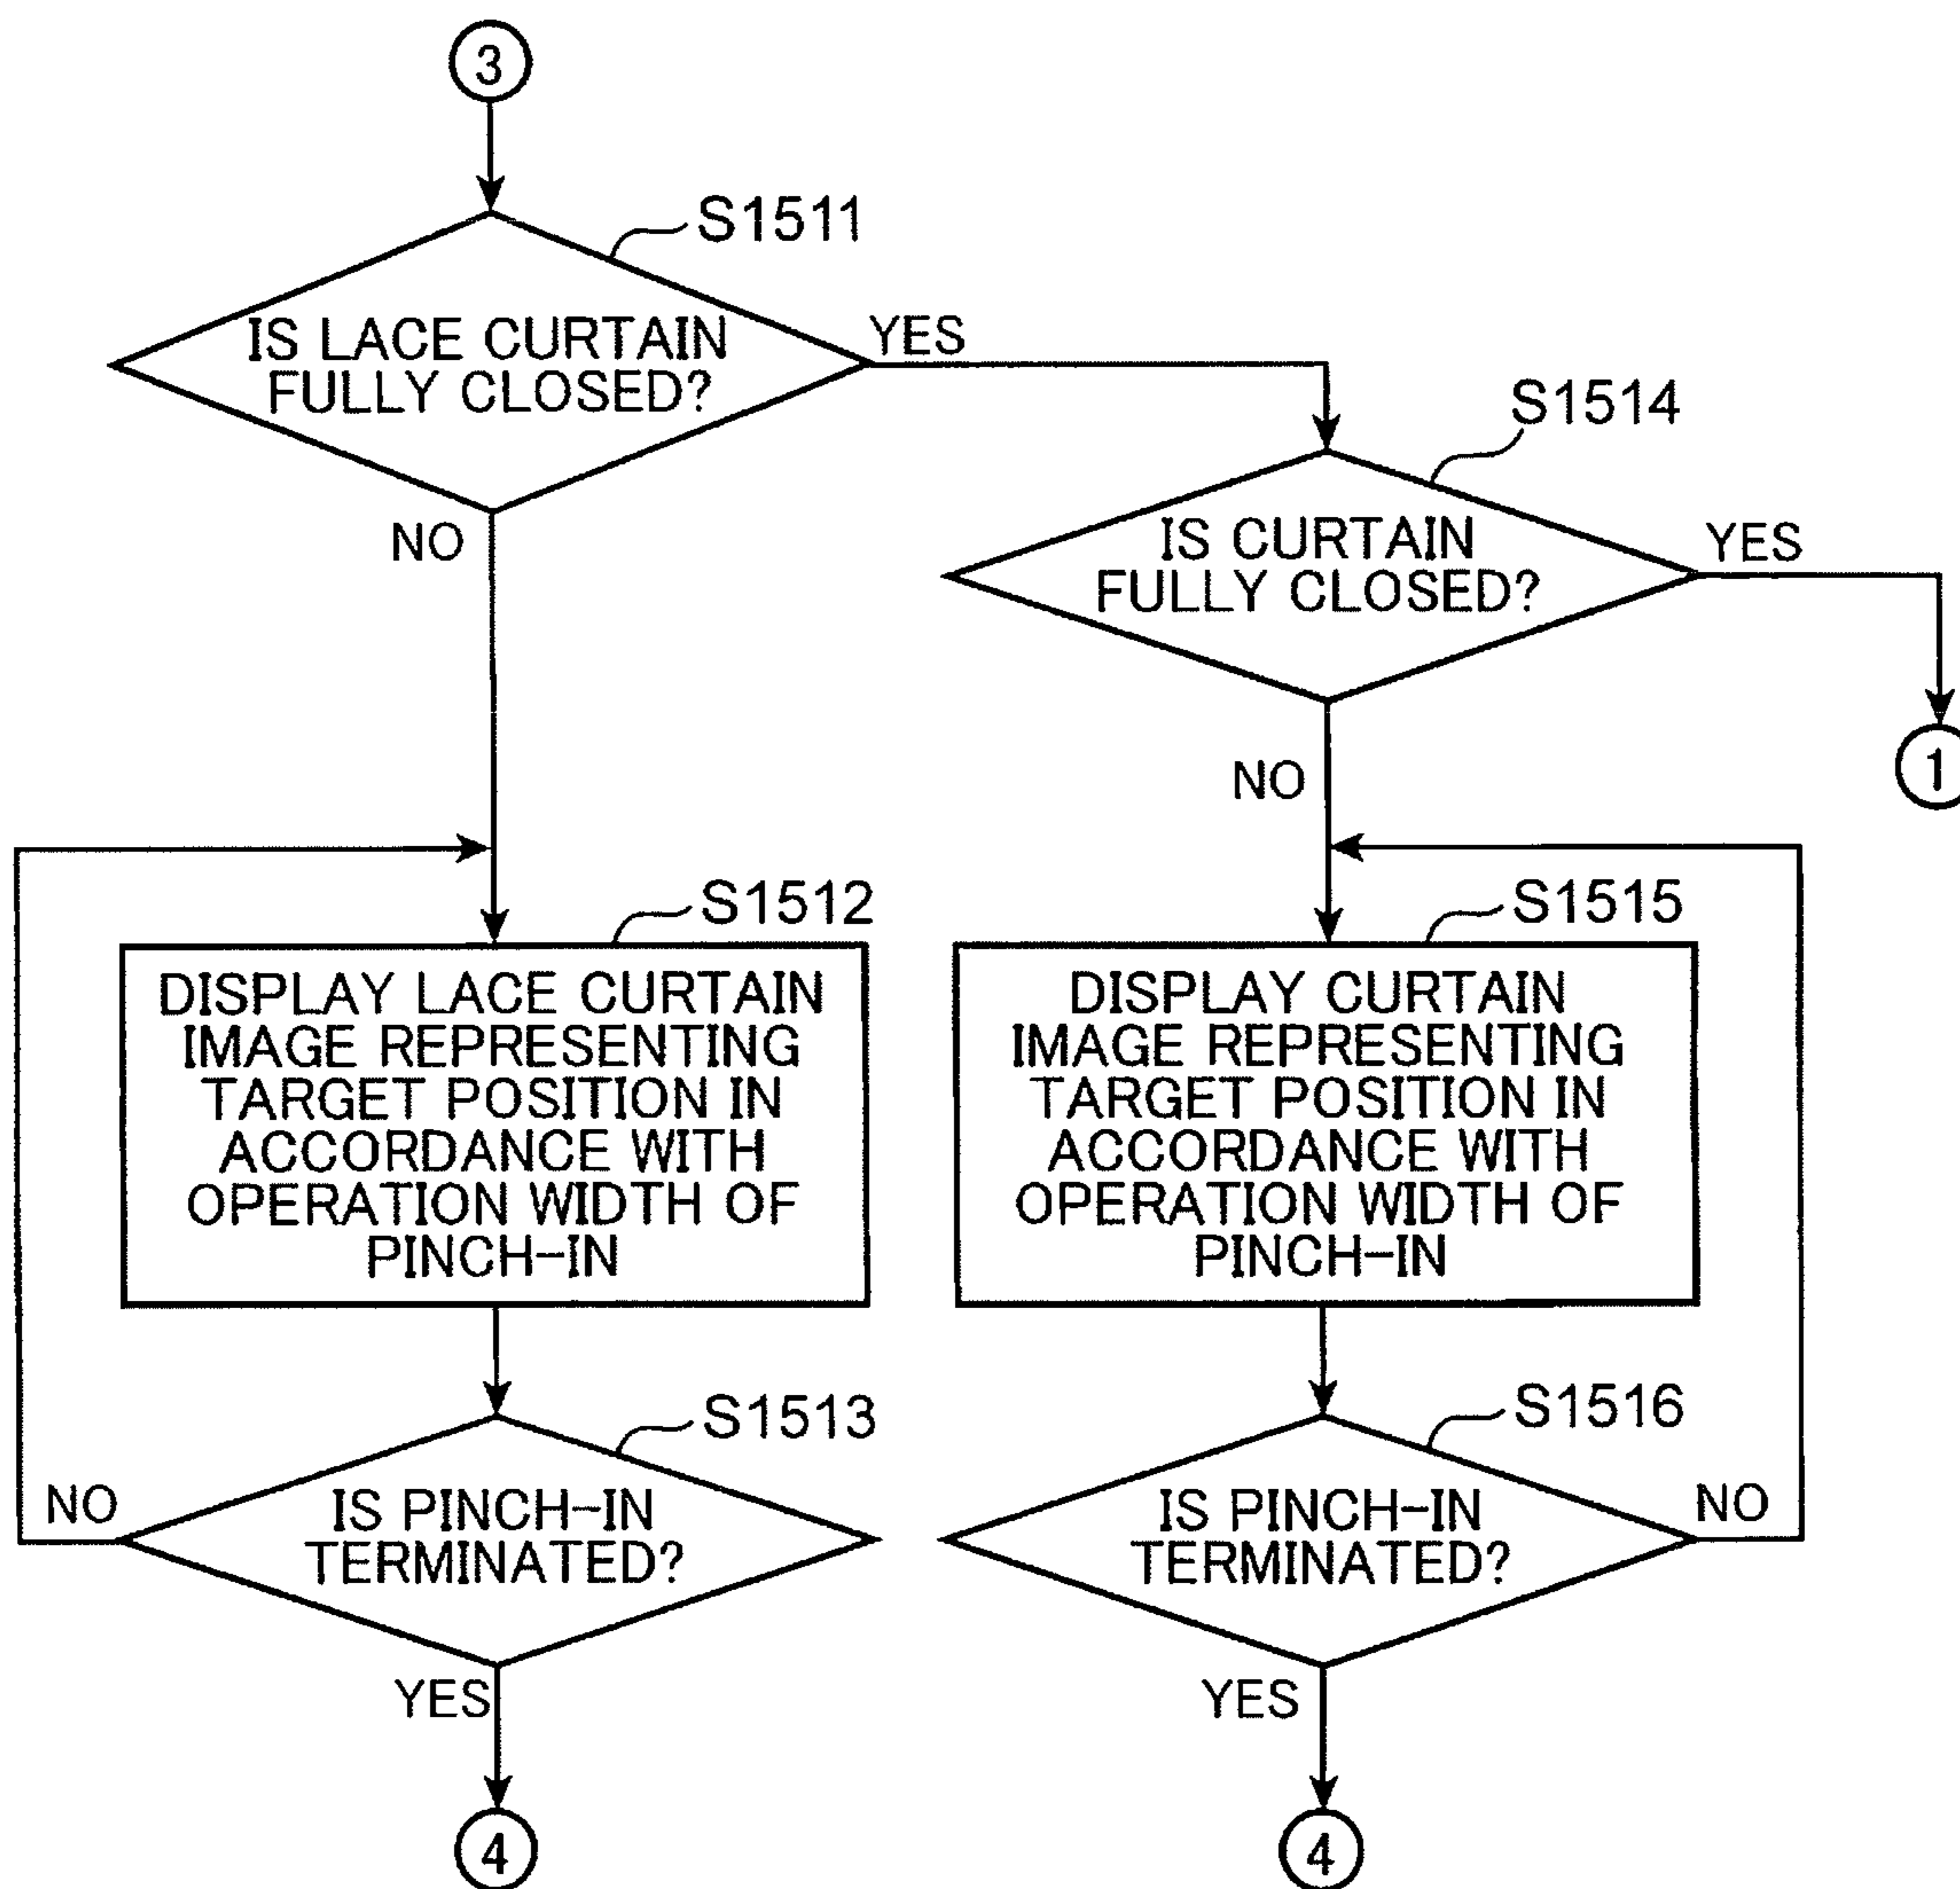 3
S1511
IS LACE CURTAIN
FULLY CLOSED?
YES
NO
S1514
IS CURTAIN
FULLY CLOSED?
YES
1
NO
S1512
DISPLAY LACE CURTAIN
IMAGE REPRESENTING
TARGET POSITION IN
ACCORDANCE WITH
OPERATION WIDTH OF
PINCH-IN
S1515
DISPLAY CURTAIN
IMAGE REPRESENTING
TARGET POSITION IN
ACCORDANCE WITH
OPERATION WIDTH OF
PINCH-IN
S1513
IS PINCH-IN
TERMINATED?
NO
YES
4
S1516
IS PINCH-IN
TERMINATED?
NO
YES
4